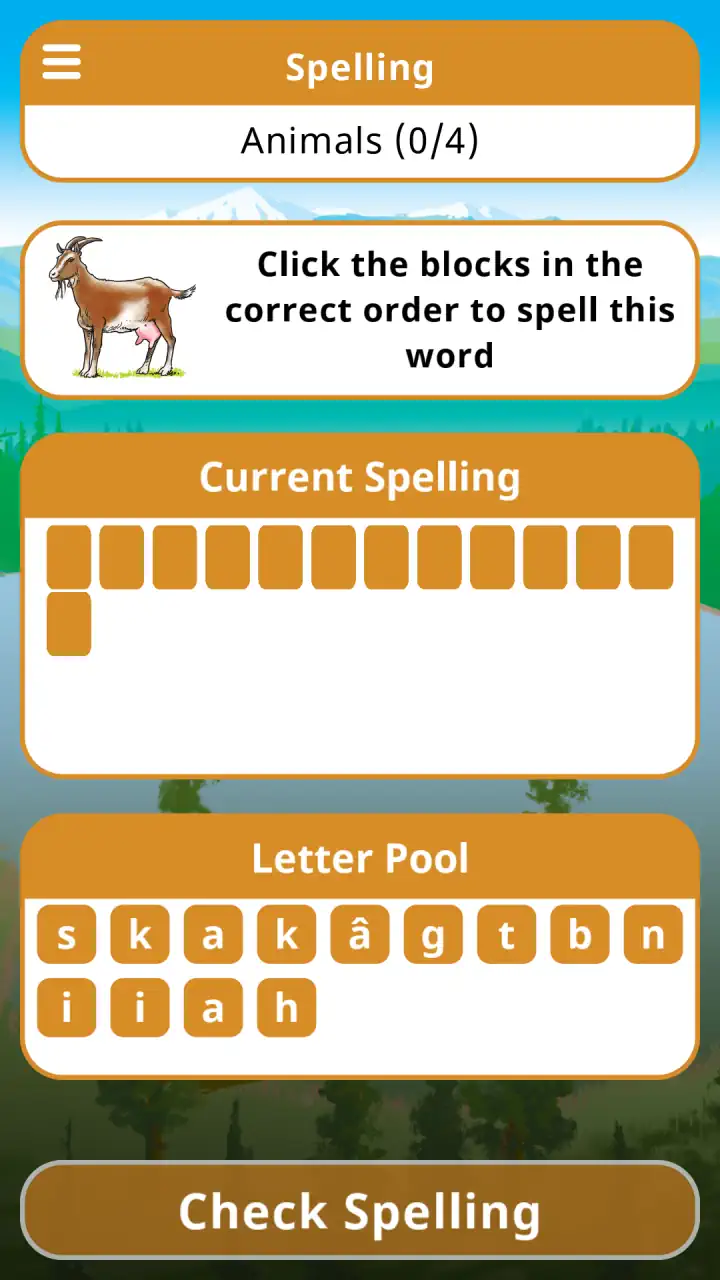 Spelling
Animals (0/4)
Click the blocks in the
correct order to spell this
word
Current Spelling
Letter Pool
s k a k â g t b n
i i a h
Check Spelling